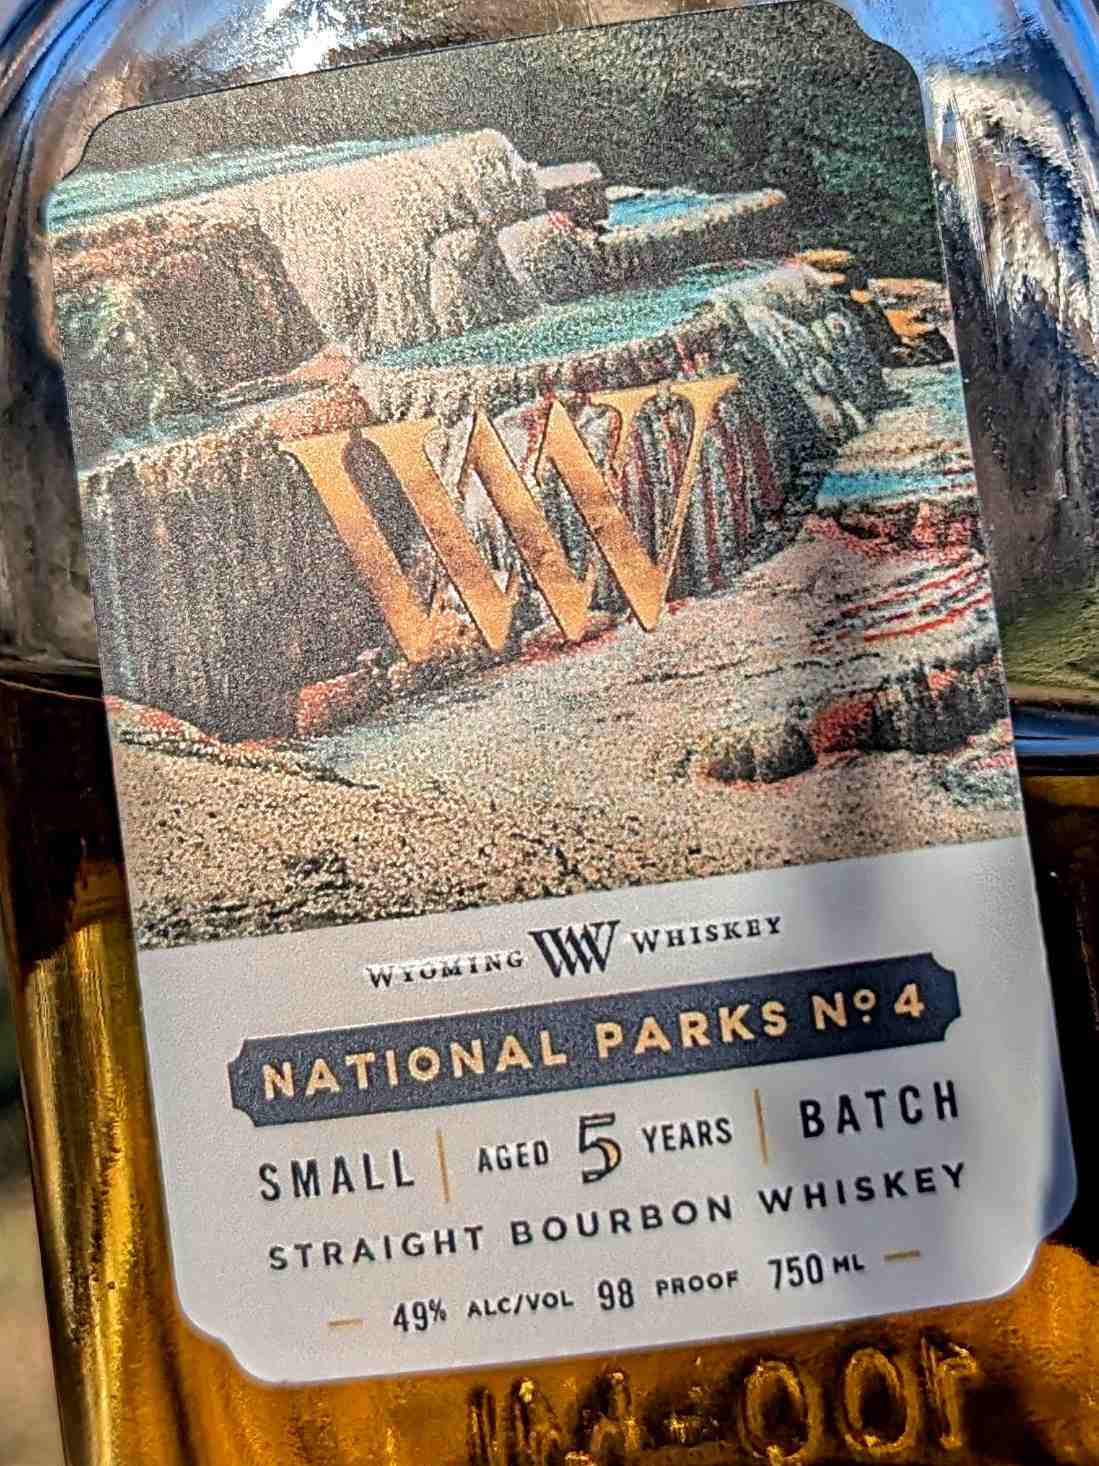 WW
WYOMING WW WHISKEY
NATIONAL PARKS Nº 4
SMALL | AGED 5 YEARS | BATCH
STRAIGHT BOURBON WHISKEY
— 49% ALC/VOL 98 PROOF 750 ML —